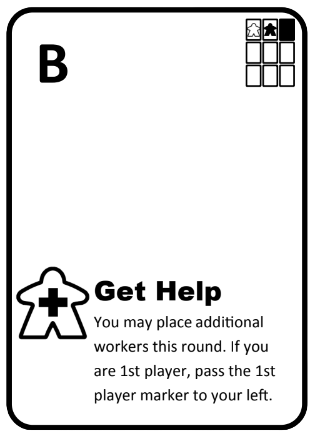 B
Get Help
You may place additional
workers this round. If you
are 1st player, pass the 1st
player marker to your left.